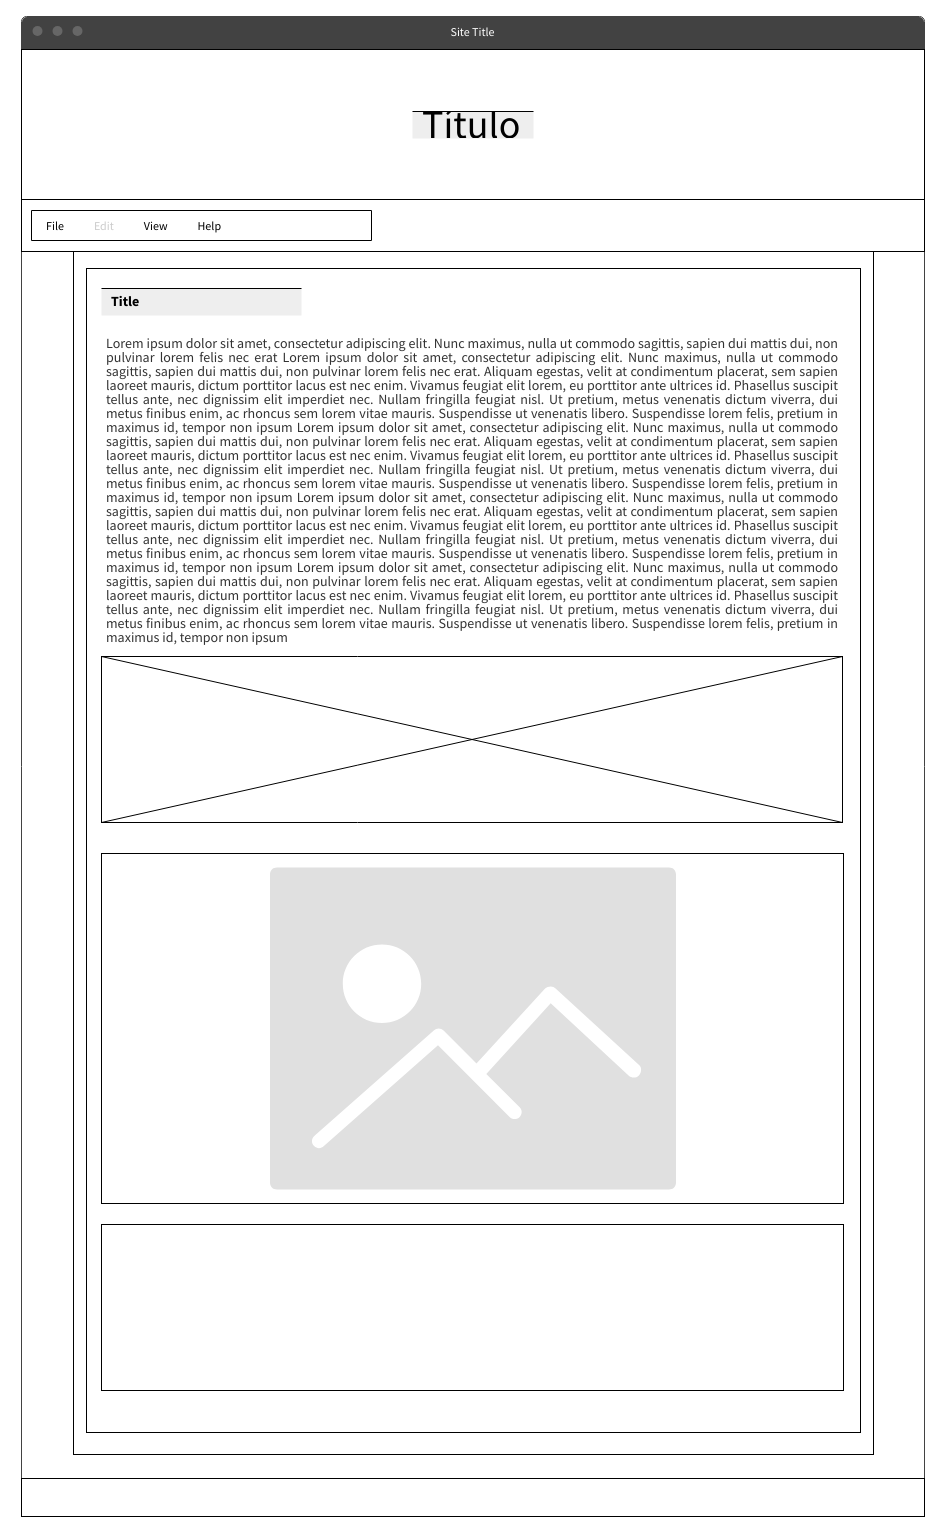 Site Title
Título
File Edit View Help
Title
Lorem ipsum dolor sit amet, consectetur adipiscing elit. Nunc maximus, nulla ut commodo sagittis, sapien dui mattis dui, non
pulvinar lorem felis nec erat Lorem ipsum dolor sit amet, consectetur adipiscing elit. Nunc maximus, nulla ut commodo
sagittis, sapien dui mattis dui, non pulvinar lorem felis nec erat. Aliquam egestas, velit at condimentum placerat, sem sapien
laoreet mauris, dictum porttitor lacus est nec enim. Vivamus feugiat elit lorem, eu porttitor ante ultrices id. Phasellus suscipit
tellus ante, nec dignissim elit imperdiet nec. Nullam fringilla feugiat nisl. Ut pretium, metus venenatis dictum viverra, dui
metus finibus enim, ac rhoncus sem lorem vitae mauris. Suspendisse ut venenatis libero. Suspendisse lorem felis, pretium in
maximus id, tempor non ipsum Lorem ipsum dolor sit amet, consectetur adipiscing elit. Nunc maximus, nulla ut commodo
sagittis, sapien dui mattis dui, non pulvinar lorem felis nec erat. Aliquam egestas, velit at condimentum placerat, sem sapien
laoreet mauris, dictum porttitor lacus est nec enim. Vivamus feugiat elit lorem, eu porttitor ante ultrices id. Phasellus suscipit
tellus ante, nec dignissim elit imperdiet nec. Nullam fringilla feugiat nisl. Ut pretium, metus venenatis dictum viverra, dui
metus finibus enim, ac rhoncus sem lorem vitae mauris. Suspendisse ut venenatis libero. Suspendisse lorem felis, pretium in
maximus id, tempor non ipsum Lorem ipsum dolor sit amet, consectetur adipiscing elit. Nunc maximus, nulla ut commodo
sagittis, sapien dui mattis dui, non pulvinar lorem felis nec erat. Aliquam egestas, velit at condimentum placerat, sem sapien
laoreet mauris, dictum porttitor lacus est nec enim. Vivamus feugiat elit lorem, eu porttitor ante ultrices id. Phasellus suscipit
tellus ante, nec dignissim elit imperdiet nec. Nullam fringilla feugiat nisl. Ut pretium, metus venenatis dictum viverra, dui
metus finibus enim, ac rhoncus sem lorem vitae mauris. Suspendisse ut venenatis libero. Suspendisse lorem felis, pretium in
maximus id, tempor non ipsum Lorem ipsum dolor sit amet, consectetur adipiscing elit. Nunc maximus, nulla ut commodo
sagittis, sapien dui mattis dui, non pulvinar lorem felis nec erat. Aliquam egestas, velit at condimentum placerat, sem sapien
laoreet mauris, dictum porttitor lacus est nec enim. Vivamus feugiat elit lorem, eu porttitor ante ultrices id. Phasellus suscipit
tellus ante, nec dignissim elit imperdiet nec. Nullam fringilla feugiat nisl. Ut pretium, metus venenatis dictum viverra, dui
metus finibus enim, ac rhoncus sem lorem vitae mauris. Suspendisse ut venenatis libero. Suspendisse lorem felis, pretium in
maximus id, tempor non ipsum